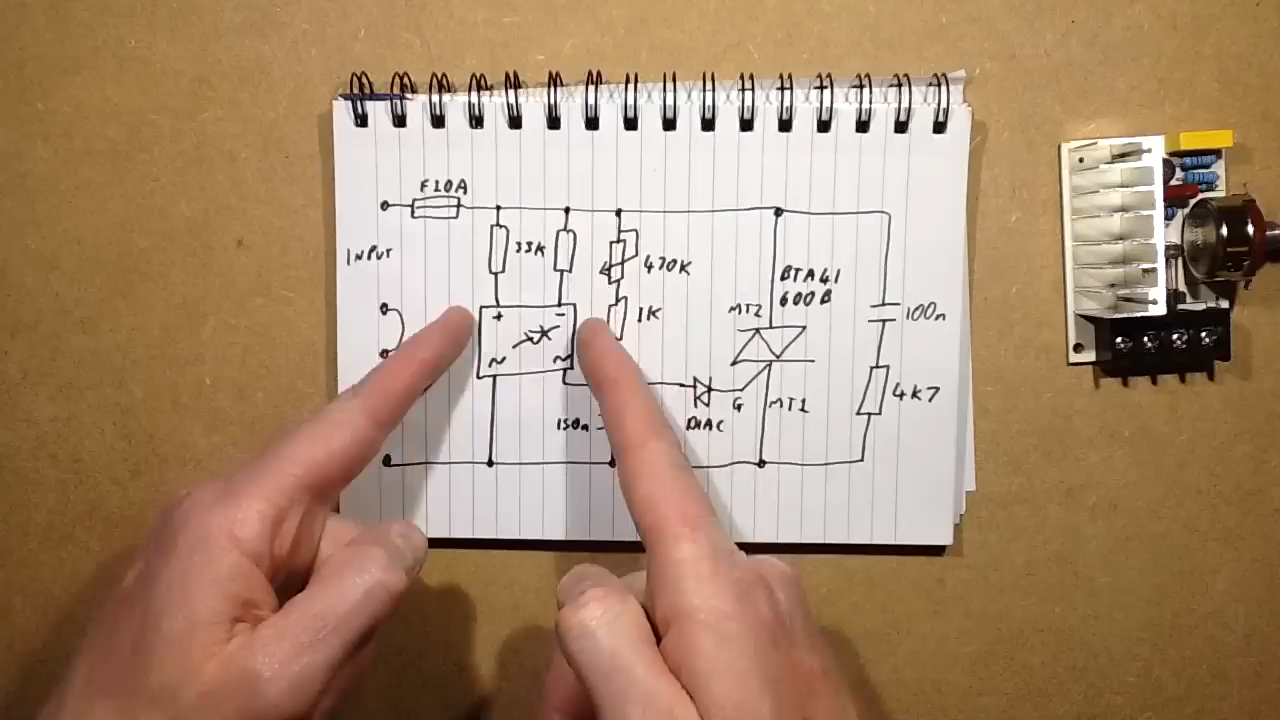 F10A
33K
INPUT
470K
BTA41
600B
+
-
MT2
1K
100n
~
~
4K7
G
MT1
150n
DIAC